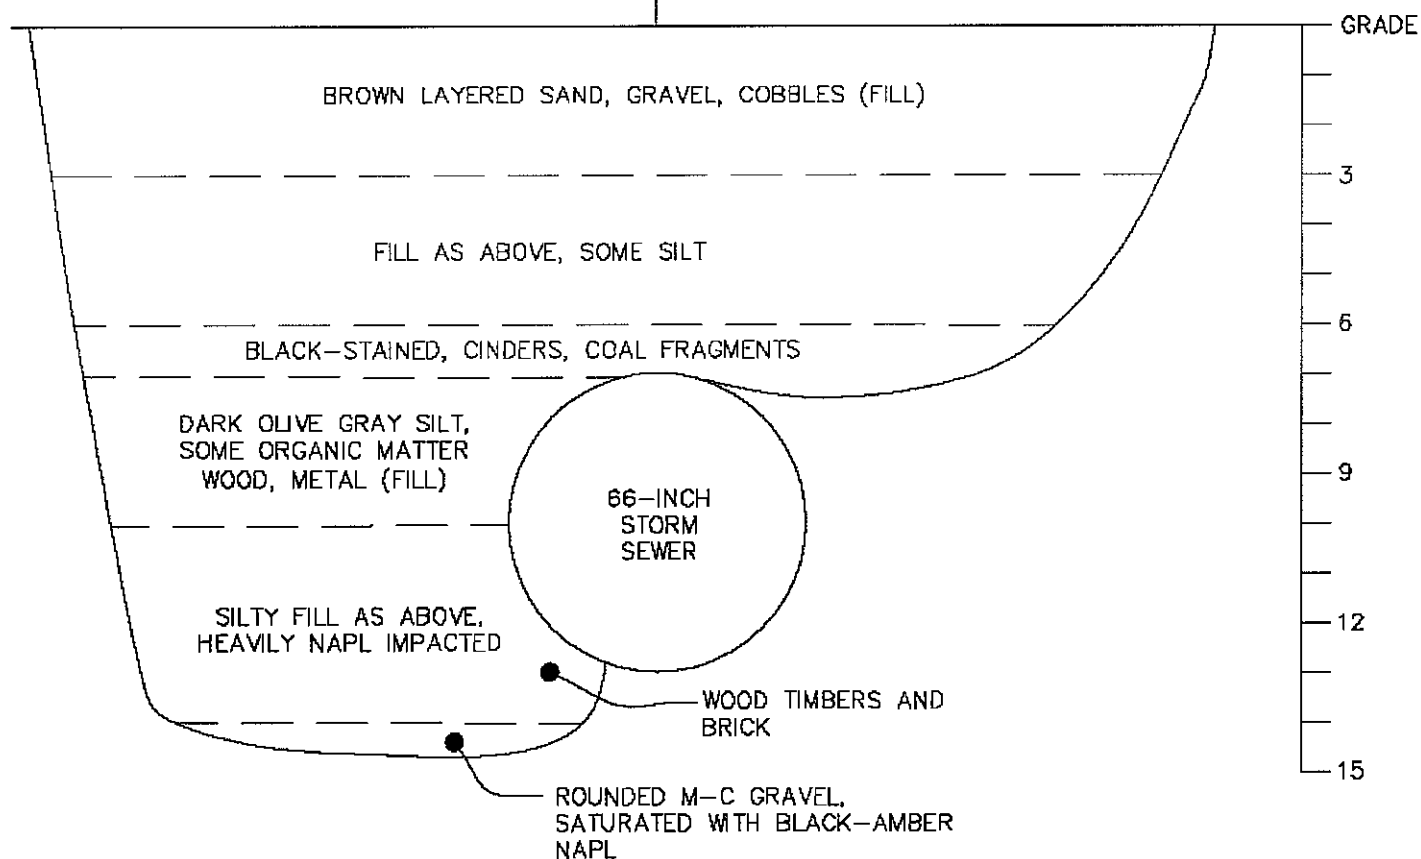 GRADE
BROWN LAYERED SAND, GRAVEL, COBBLES (FILL)
3
FILL AS ABOVE, SOME SILT
6
BLACK-STAINED, CINDERS, COAL FRAGMENTS
DARK OLIVE GRAY SILT,
SOME ORGANIC MATTER
WOOD, METAL (FILL)
9
66-INCH
STORM
SEWER
SILTY FILL AS ABOVE,
HEAVILY NAPL IMPACTED
12
WOOD TIMBERS AND
BRICK
15
ROUNDED M-C GRAVEL,
SATURATED WITH BLACK-AMBER
NAPL